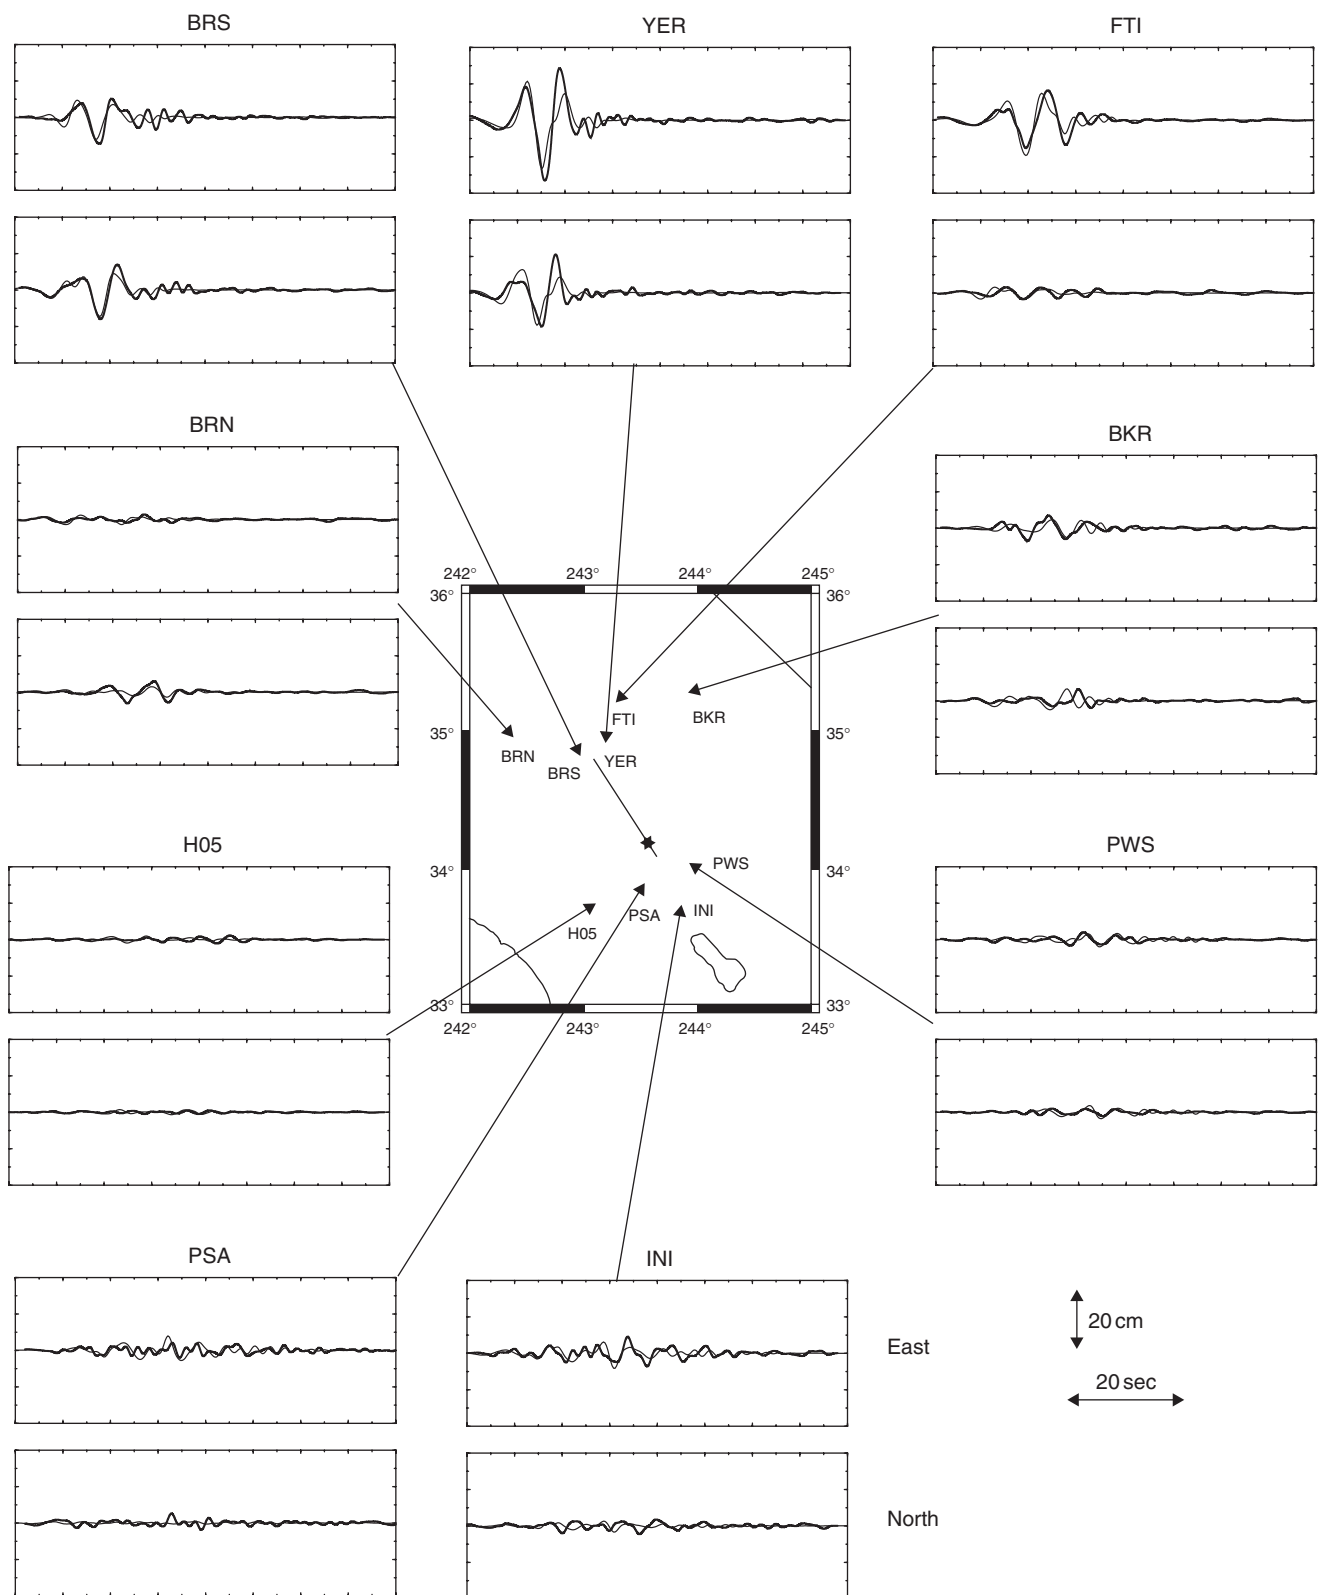 BRS
YER
FTI
BRN
BKR
242°
243°
244°
245°
36°
36°
FTI
BKR
35°
35°
BRN
BRS
YER
H05
PWS
34°
34°
PWS
PSA
INI
H05
33°
33°
242°
243°
244°
245°
PSA
INI
20 cm
East
20 sec
North